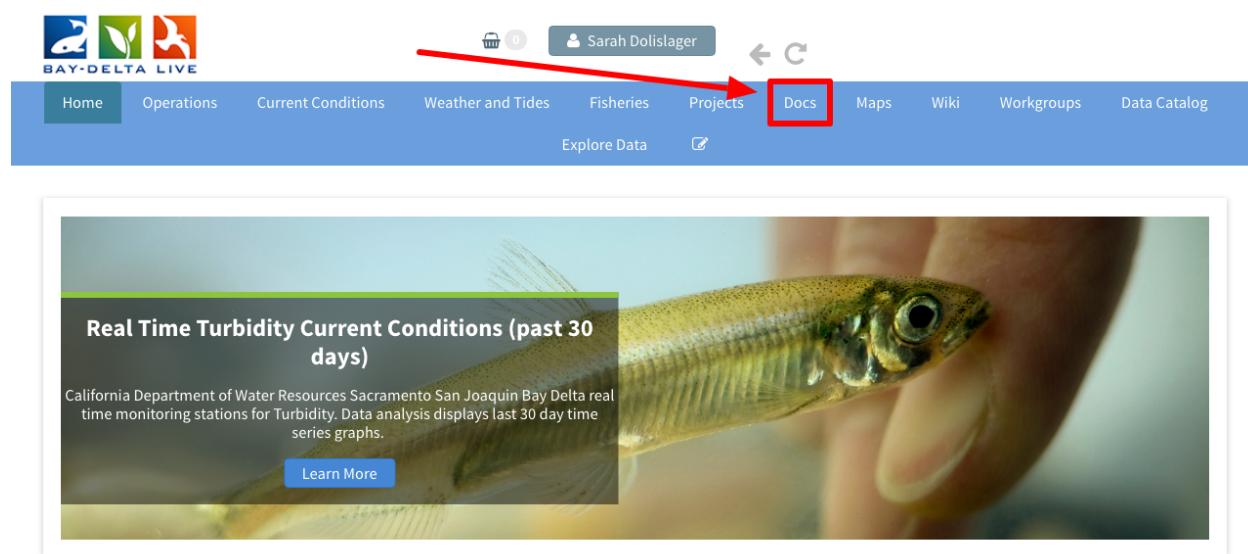 BAY-DELTA LIVE
0
Sarah Dolislager
Home Operations Current Conditions Weather and Tides Fisheries Projects Docs Maps Wiki Workgroups Data Catalog
Explore Data
Real Time Turbidity Current Conditions (past 30
days)
California Department of Water Resources Sacramento San Joaquin Bay Delta real
time monitoring stations for Turbidity. Data analysis displays last 30 day time
series graphs.
Learn More